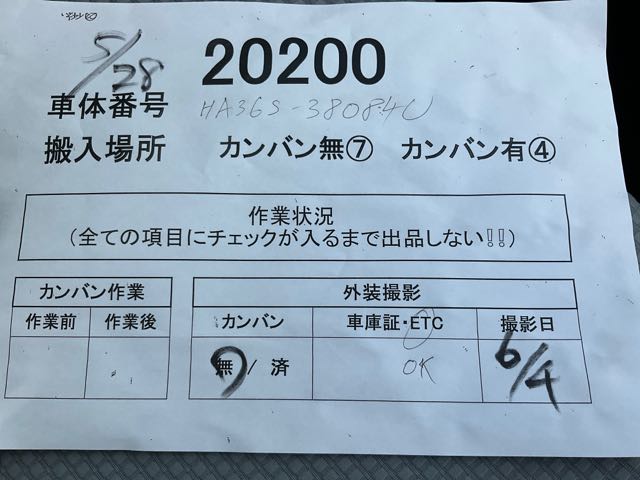 5/28
20200
車体番号 HA36S-380840
搬入場所 カンバン無⑦ カンバン有④
作業状況
(全ての項目にチェックが入るまで出品しない!!)
カンバン作業 外装撮影
作業前 作業後 カンバン 車庫証・ETC 撮影日
無 / 済 OK 6/4